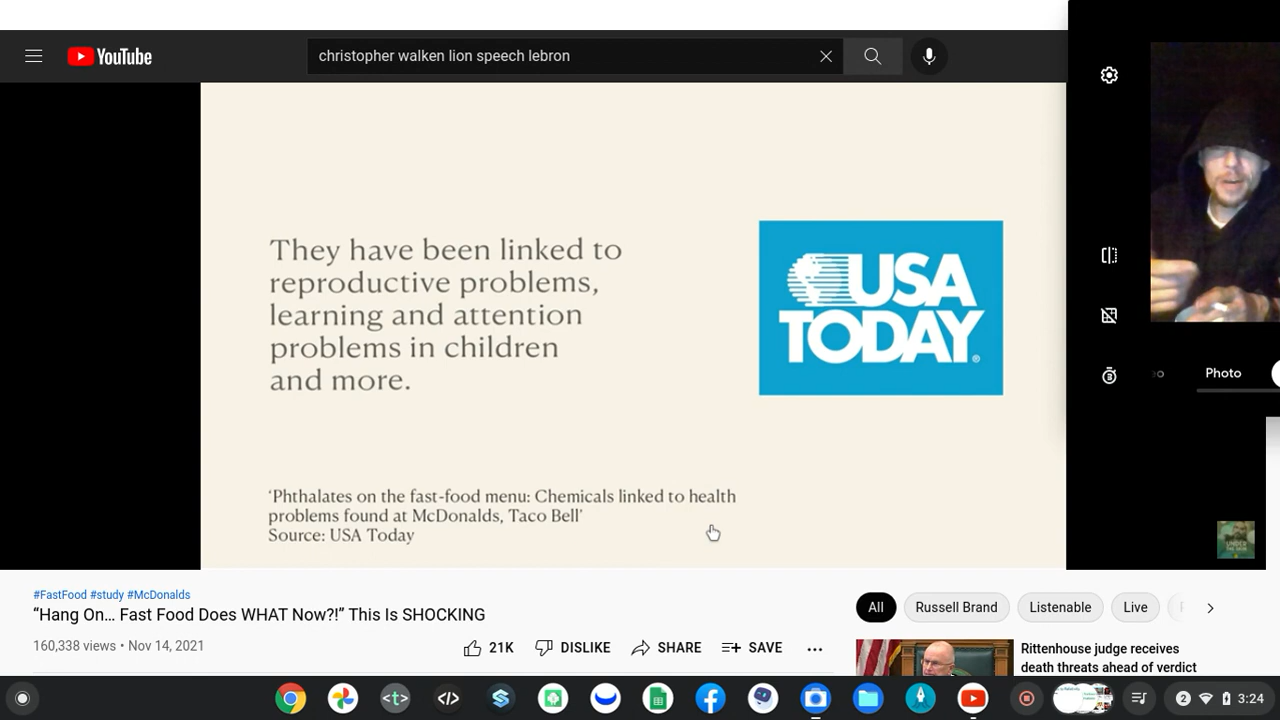 YouTube
christopher walken lion speech lebron
They have been linked to
reproductive problems,
learning and attention
problems in children
and more.
USA
TODAY
'Phthalates on the fast-food menu: Chemicals linked to health
problems found at McDonalds, Taco Bell'
Source: USA Today
Photo
UNDER
THE SKIN
#FastFood #study #McDonalds
“Hang On… Fast Food Does WHAT Now?!” This Is SHOCKING
160,338 views • Nov 14, 2021
21K
DISLIKE
SHARE
SAVE
All
Russell Brand
Listenable
Live
Rittenhouse judge receives
death threats ahead of verdict
2
3:24